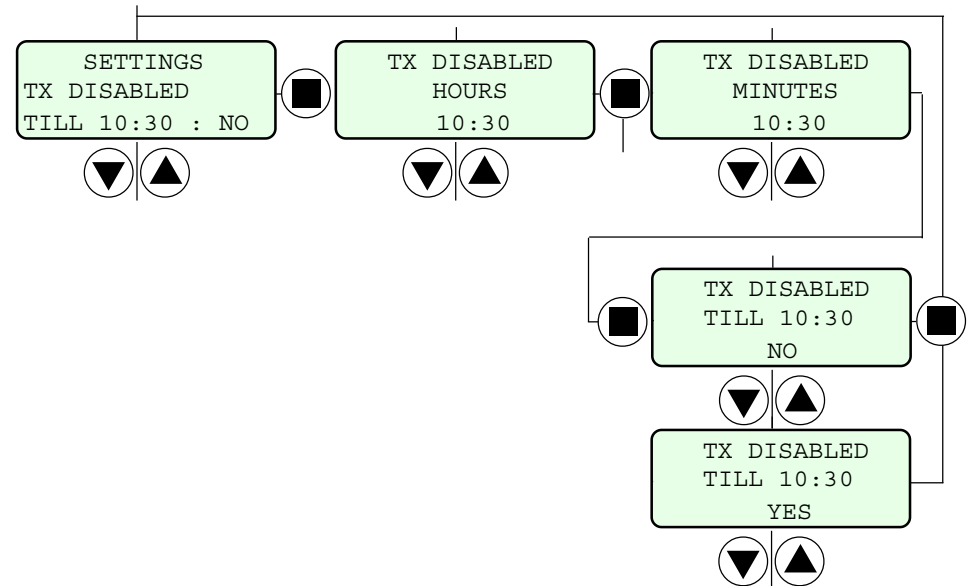 SETTINGS
TX DISABLED
TILL 10:30 : NO
TX DISABLED
HOURS
10:30
TX DISABLED
MINUTES
10:30
TX DISABLED
TILL 10:30
NO
TX DISABLED
TILL 10:30
YES